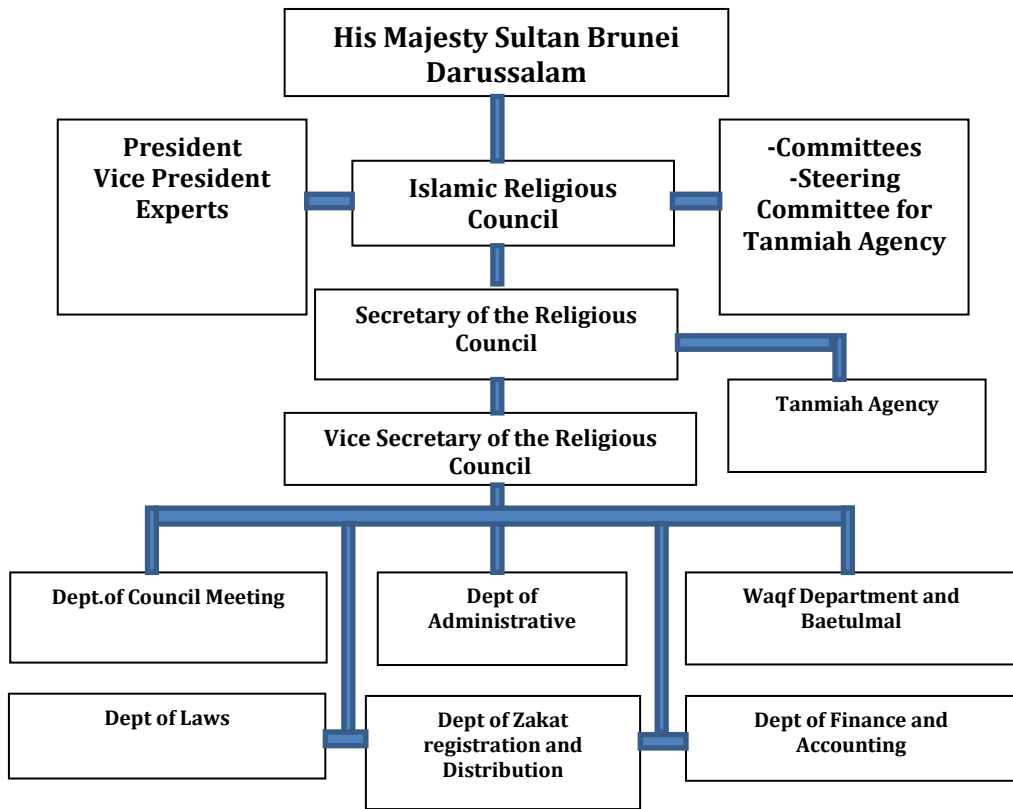 His Majesty Sultan Brunei
Darussalam
President
Vice President
Experts
Islamic Religious
Council
-Committees
-Steering
Committee for
Tanmiah Agency
Secretary of the Religious
Council
Tanmiah Agency
Vice Secretary of the Religious
Council
Dept.of Council Meeting
Dept of
Administrative
Waqf Department and
Baetulmal
Dept of Laws
Dept of Zakat
registration and
Distribution
Dept of Finance and
Accounting